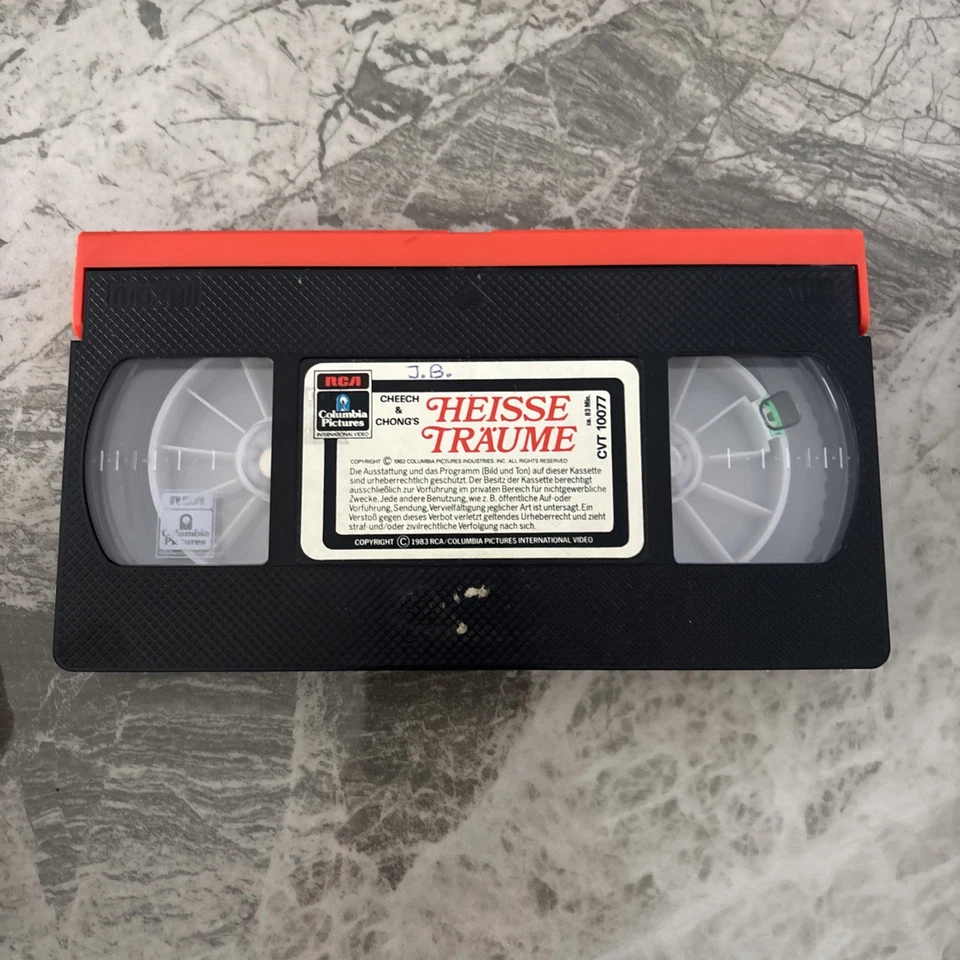 J.B.
RCA
Columbia
Pictures
INTERNATIONAL VIDEO
CHEECH
&
CHONG'S
HEISSE
TRÄUME
ca. 83 Min.
CVT 10077
COPYRIGHT © 1982 COLUMBIA PICTURES INDUSTRIES. INC. ALL RIGHTS RESERVED
Die Ausstattung und das Programm (Bild und Ton) auf dieser Kassette
sind urheberrechtlich geschützt. Der Besitz der Kassette berechtigt
ausschließlich zur Vorführung im privaten Bereich für nichtgewerbliche
Zwecke. Jede andere Benutzung, wie z. B. öffentliche Auf- oder
Vorführung, Sendung, Vervielfältigung jeglicher Art ist untersagt. Ein
Verstoß gegen dieses Verbot verletzt geltendes Urheberrecht und zieht
straf- und/oder zivilrechtliche Verfolgung nach sich.
COPYRIGHT © 1983 RCA/COLUMBIA PICTURES INTERNATIONAL VIDEO
RCA
Columbia
Pictures